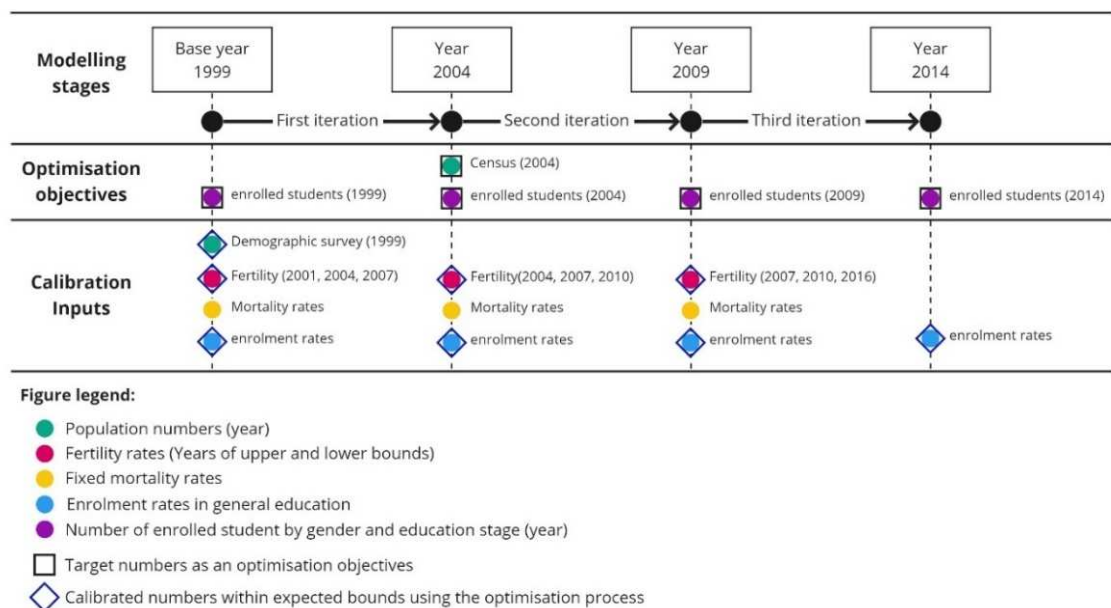 Modelling
stages
Base year
1999
Year
2004
Year
2009
Year
2014
First iteration
Second iteration
Third iteration
Optimisation
objectives
Census (2004)
enrolled students (1999)
enrolled students (2004)
enrolled students (2009)
enrolled students (2014)
Calibration
Inputs
Demographic survey (1999)
Fertility (2001, 2004, 2007)
Fertility(2004, 2007, 2010)
Fertility (2007, 2010, 2016)
Mortality rates
Mortality rates
Mortality rates
enrolment rates
enrolment rates
enrolment rates
enrolment rates
Figure legend:
Population numbers (year)
Fertility rates (Years of upper and lower bounds)
Fixed mortality rates
Enrolment rates in general education
Number of enrolled student by gender and education stage (year)
Target numbers as an optimisation objectives
Calibrated numbers within expected bounds using the optimisation process